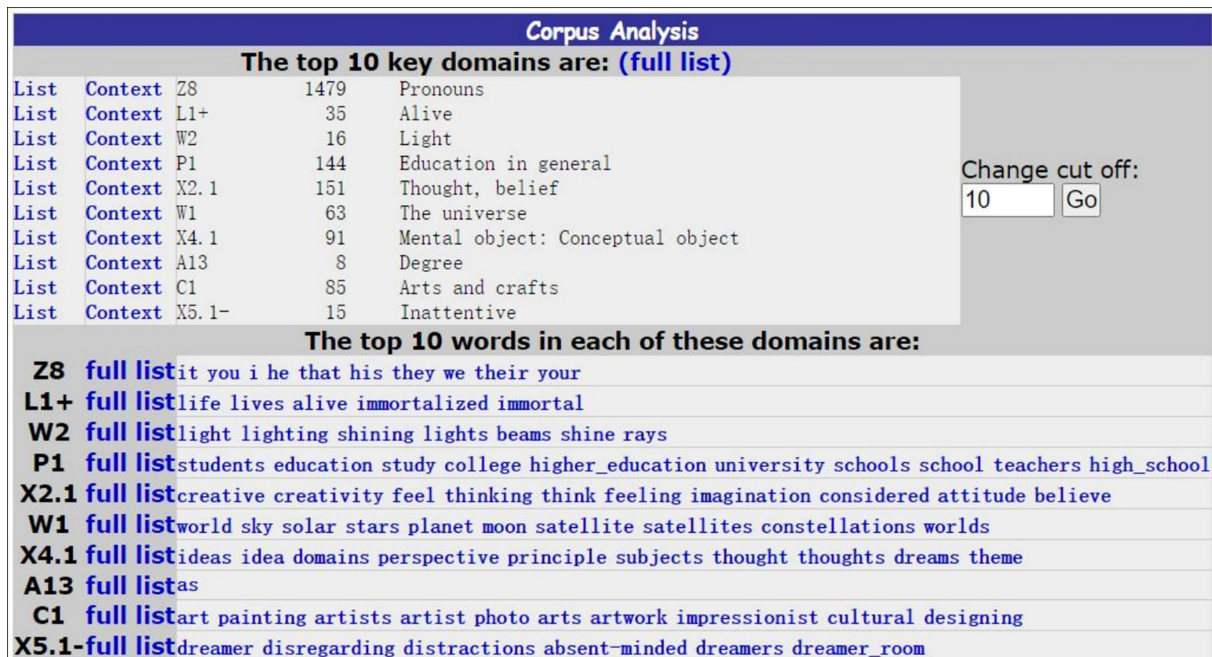 Corpus Analysis
The top 10 key domains are: (full list)
List Context Z8 1479 Pronouns
List Context L1+ 35 Alive
List Context W2 16 Light
List Context P1 144 Education in general
List Context X2.1 151 Thought, belief
List Context W1 63 The universe
List Context X4.1 91 Mental object: Conceptual object
List Context A13 8 Degree
List Context C1 85 Arts and crafts
List Context X5.1- 15 Inattentive
Change cut off:
10 Go
The top 10 words in each of these domains are:
Z8 full list it you i he that his they we their your
L1+ full list life lives alive immortalized immortal
W2 full list light lighting shining lights beams shine rays
P1 full list students education study college higher_education university schools school teachers high_school
X2.1 full list creative creativity feel thinking think feeling imagination considered attitude believe
W1 full list world sky solar stars planet moon satellite satellites constellations worlds
X4.1 full list ideas idea domains perspective principle subjects thought thoughts dreams theme
A13 full list as
C1 full list art painting artists artist photo arts artwork impressionist cultural designing
X5.1- full list dreamer disregarding distractions absent-minded dreamers dreamer_room